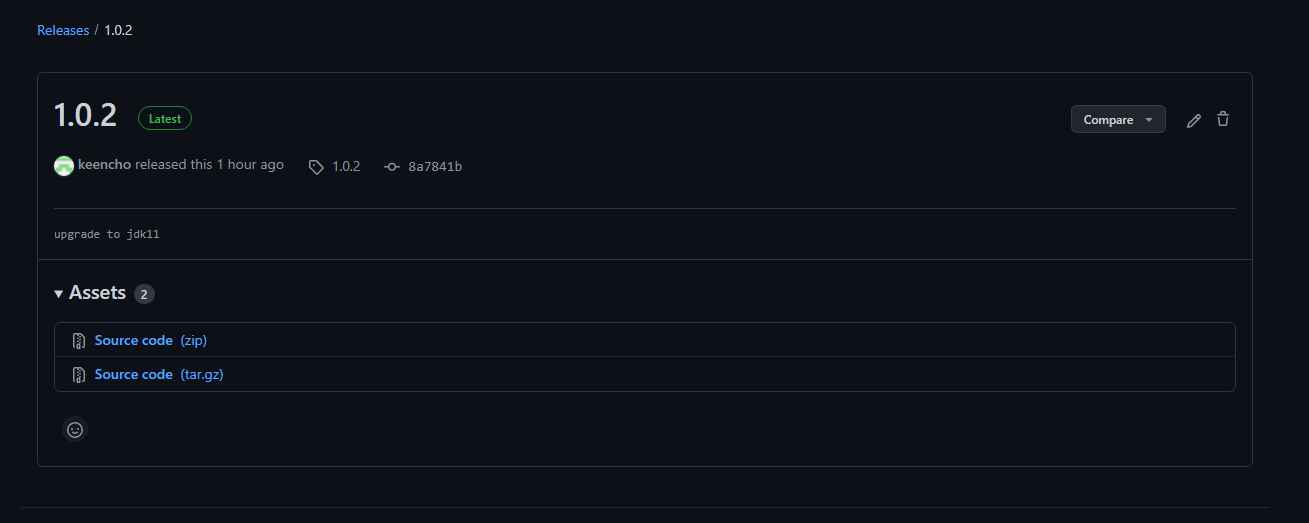 Releases / 1.0.2
1.0.2 Latest Compare
keencho released this 1 hour ago 1.0.2 8a7841b
upgrade to jdk11
Assets 2
Source code (zip)
Source code (tar.gz)